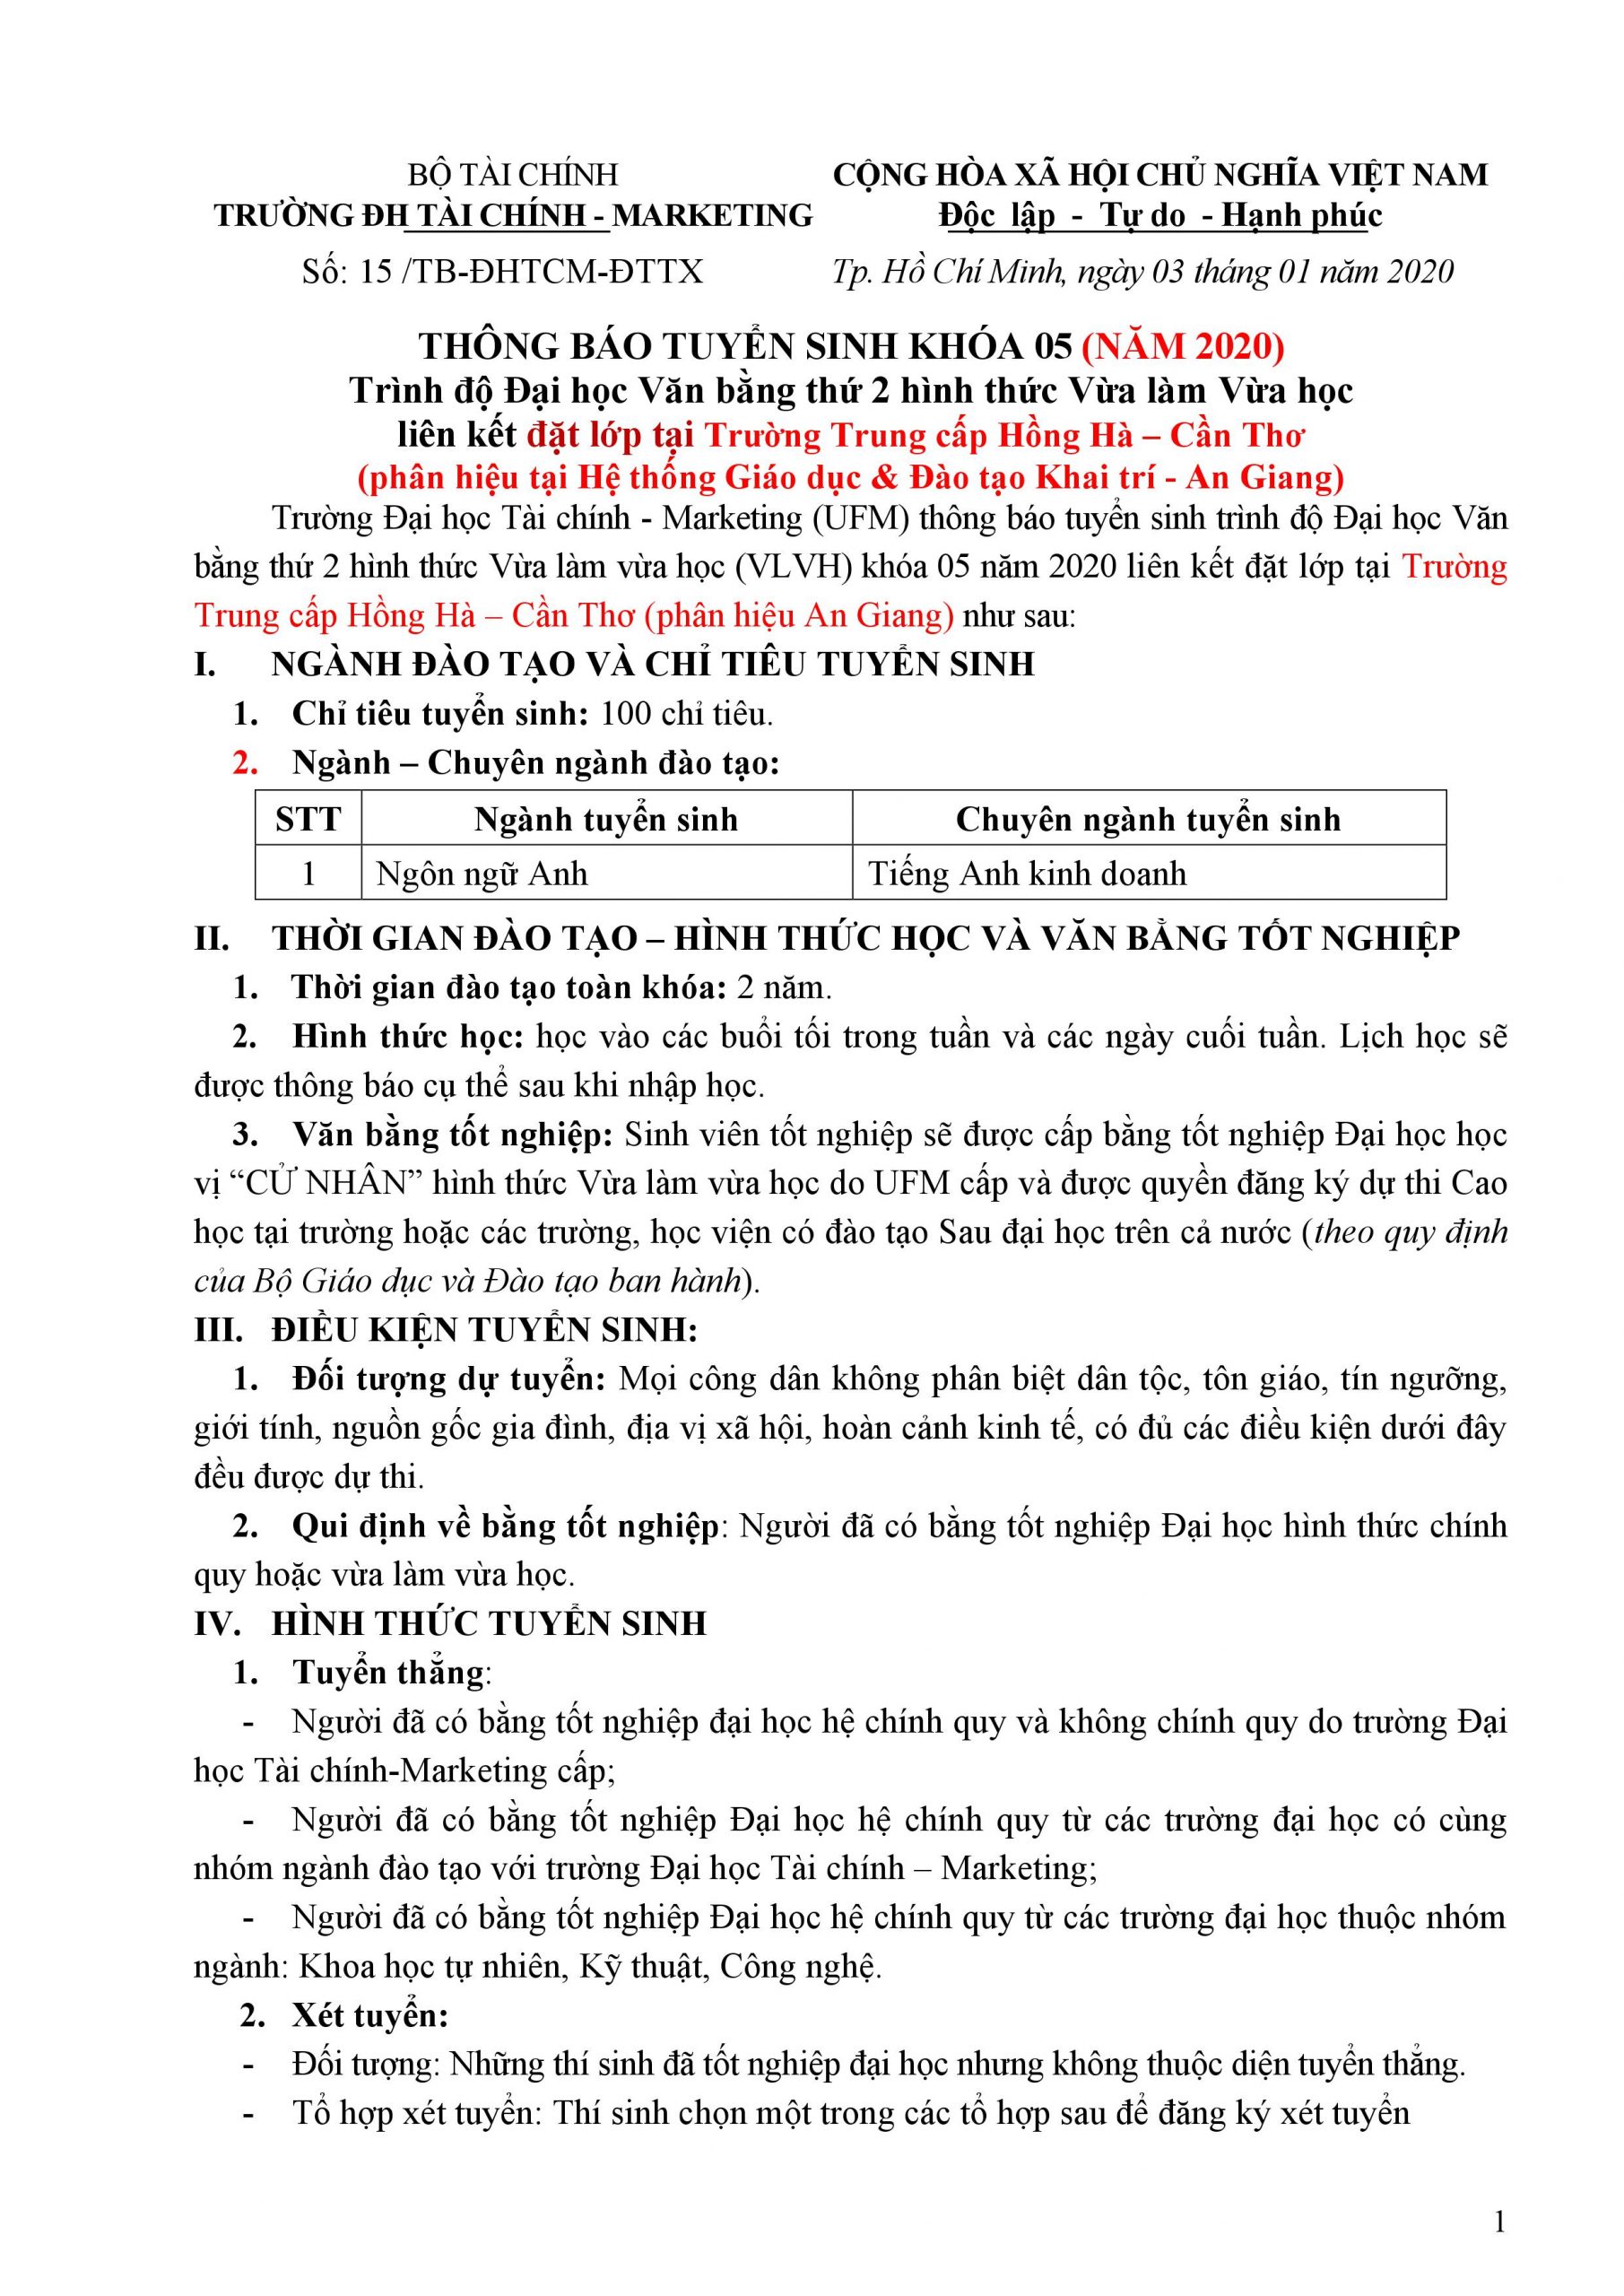 BỘ TÀI CHÍNH
TRƯỜNG ĐH TÀI CHÍNH - MARKETING
Số: 15 /TB-ĐHTCM-ĐTTX
CỘNG HÒA XÃ HỘI CHỦ NGHĨA VIỆT NAM
Độc lập - Tự do - Hạnh phúc
Tp. Hồ Chí Minh, ngày 03 tháng 01 năm 2020
THÔNG BÁO TUYỂN SINH KHÓA 05 (NĂM 2020)
Trình độ Đại học Văn bằng thứ 2 hình thức Vừa làm Vừa học
liên kết đặt lớp tại Trường Trung cấp Hồng Hà – Cần Thơ
(phân hiệu tại Hệ thống Giáo dục & Đào tạo Khai trí - An Giang)
Trường Đại học Tài chính - Marketing (UFM) thông báo tuyển sinh trình độ Đại học Văn
bằng thứ 2 hình thức Vừa làm vừa học (VLVH) khóa 05 năm 2020 liên kết đặt lớp tại Trường
Trung cấp Hồng Hà – Cần Thơ (phân hiệu An Giang) như sau:
I. NGÀNH ĐÀO TẠO VÀ CHỈ TIÊU TUYỂN SINH
1. Chỉ tiêu tuyển sinh: 100 chỉ tiêu.
2. Ngành – Chuyên ngành đào tạo:
STT Ngành tuyển sinh Chuyên ngành tuyển sinh
1 Ngôn ngữ Anh Tiếng Anh kinh doanh
II. THỜI GIAN ĐÀO TẠO – HÌNH THỨC HỌC VÀ VĂN BẰNG TỐT NGHIỆP
1. Thời gian đào tạo toàn khóa: 2 năm.
2. Hình thức học: học vào các buổi tối trong tuần và các ngày cuối tuần. Lịch học sẽ
được thông báo cụ thể sau khi nhập học.
3. Văn bằng tốt nghiệp: Sinh viên tốt nghiệp sẽ được cấp bằng tốt nghiệp Đại học học
vị “CỬ NHÂN” hình thức Vừa làm vừa học do UFM cấp và được quyền đăng ký dự thi Cao
học tại trường hoặc các trường, học viện có đào tạo Sau đại học trên cả nước (theo quy định
của Bộ Giáo dục và Đào tạo ban hành).
III. ĐIỀU KIỆN TUYỂN SINH:
1. Đối tượng dự tuyển: Mọi công dân không phân biệt dân tộc, tôn giáo, tín ngưỡng,
giới tính, nguồn gốc gia đình, địa vị xã hội, hoàn cảnh kinh tế, có đủ các điều kiện dưới đây
đều được dự thi.
2. Qui định về bằng tốt nghiệp: Người đã có bằng tốt nghiệp Đại học hình thức chính
quy hoặc vừa làm vừa học.
IV. HÌNH THỨC TUYỂN SINH
1. Tuyển thẳng:
- Người đã có bằng tốt nghiệp đại học hệ chính quy và không chính quy do trường Đại
học Tài chính-Marketing cấp;
- Người đã có bằng tốt nghiệp Đại học hệ chính quy từ các trường đại học có cùng
nhóm ngành đào tạo với trường Đại học Tài chính – Marketing;
- Người đã có bằng tốt nghiệp Đại học hệ chính quy từ các trường đại học thuộc nhóm
ngành: Khoa học tự nhiên, Kỹ thuật, Công nghệ.
2. Xét tuyển:
- Đối tượng: Những thí sinh đã tốt nghiệp đại học nhưng không thuộc diện tuyển thẳng.
- Tổ hợp xét tuyển: Thí sinh chọn một trong các tổ hợp sau để đăng ký xét tuyển
1